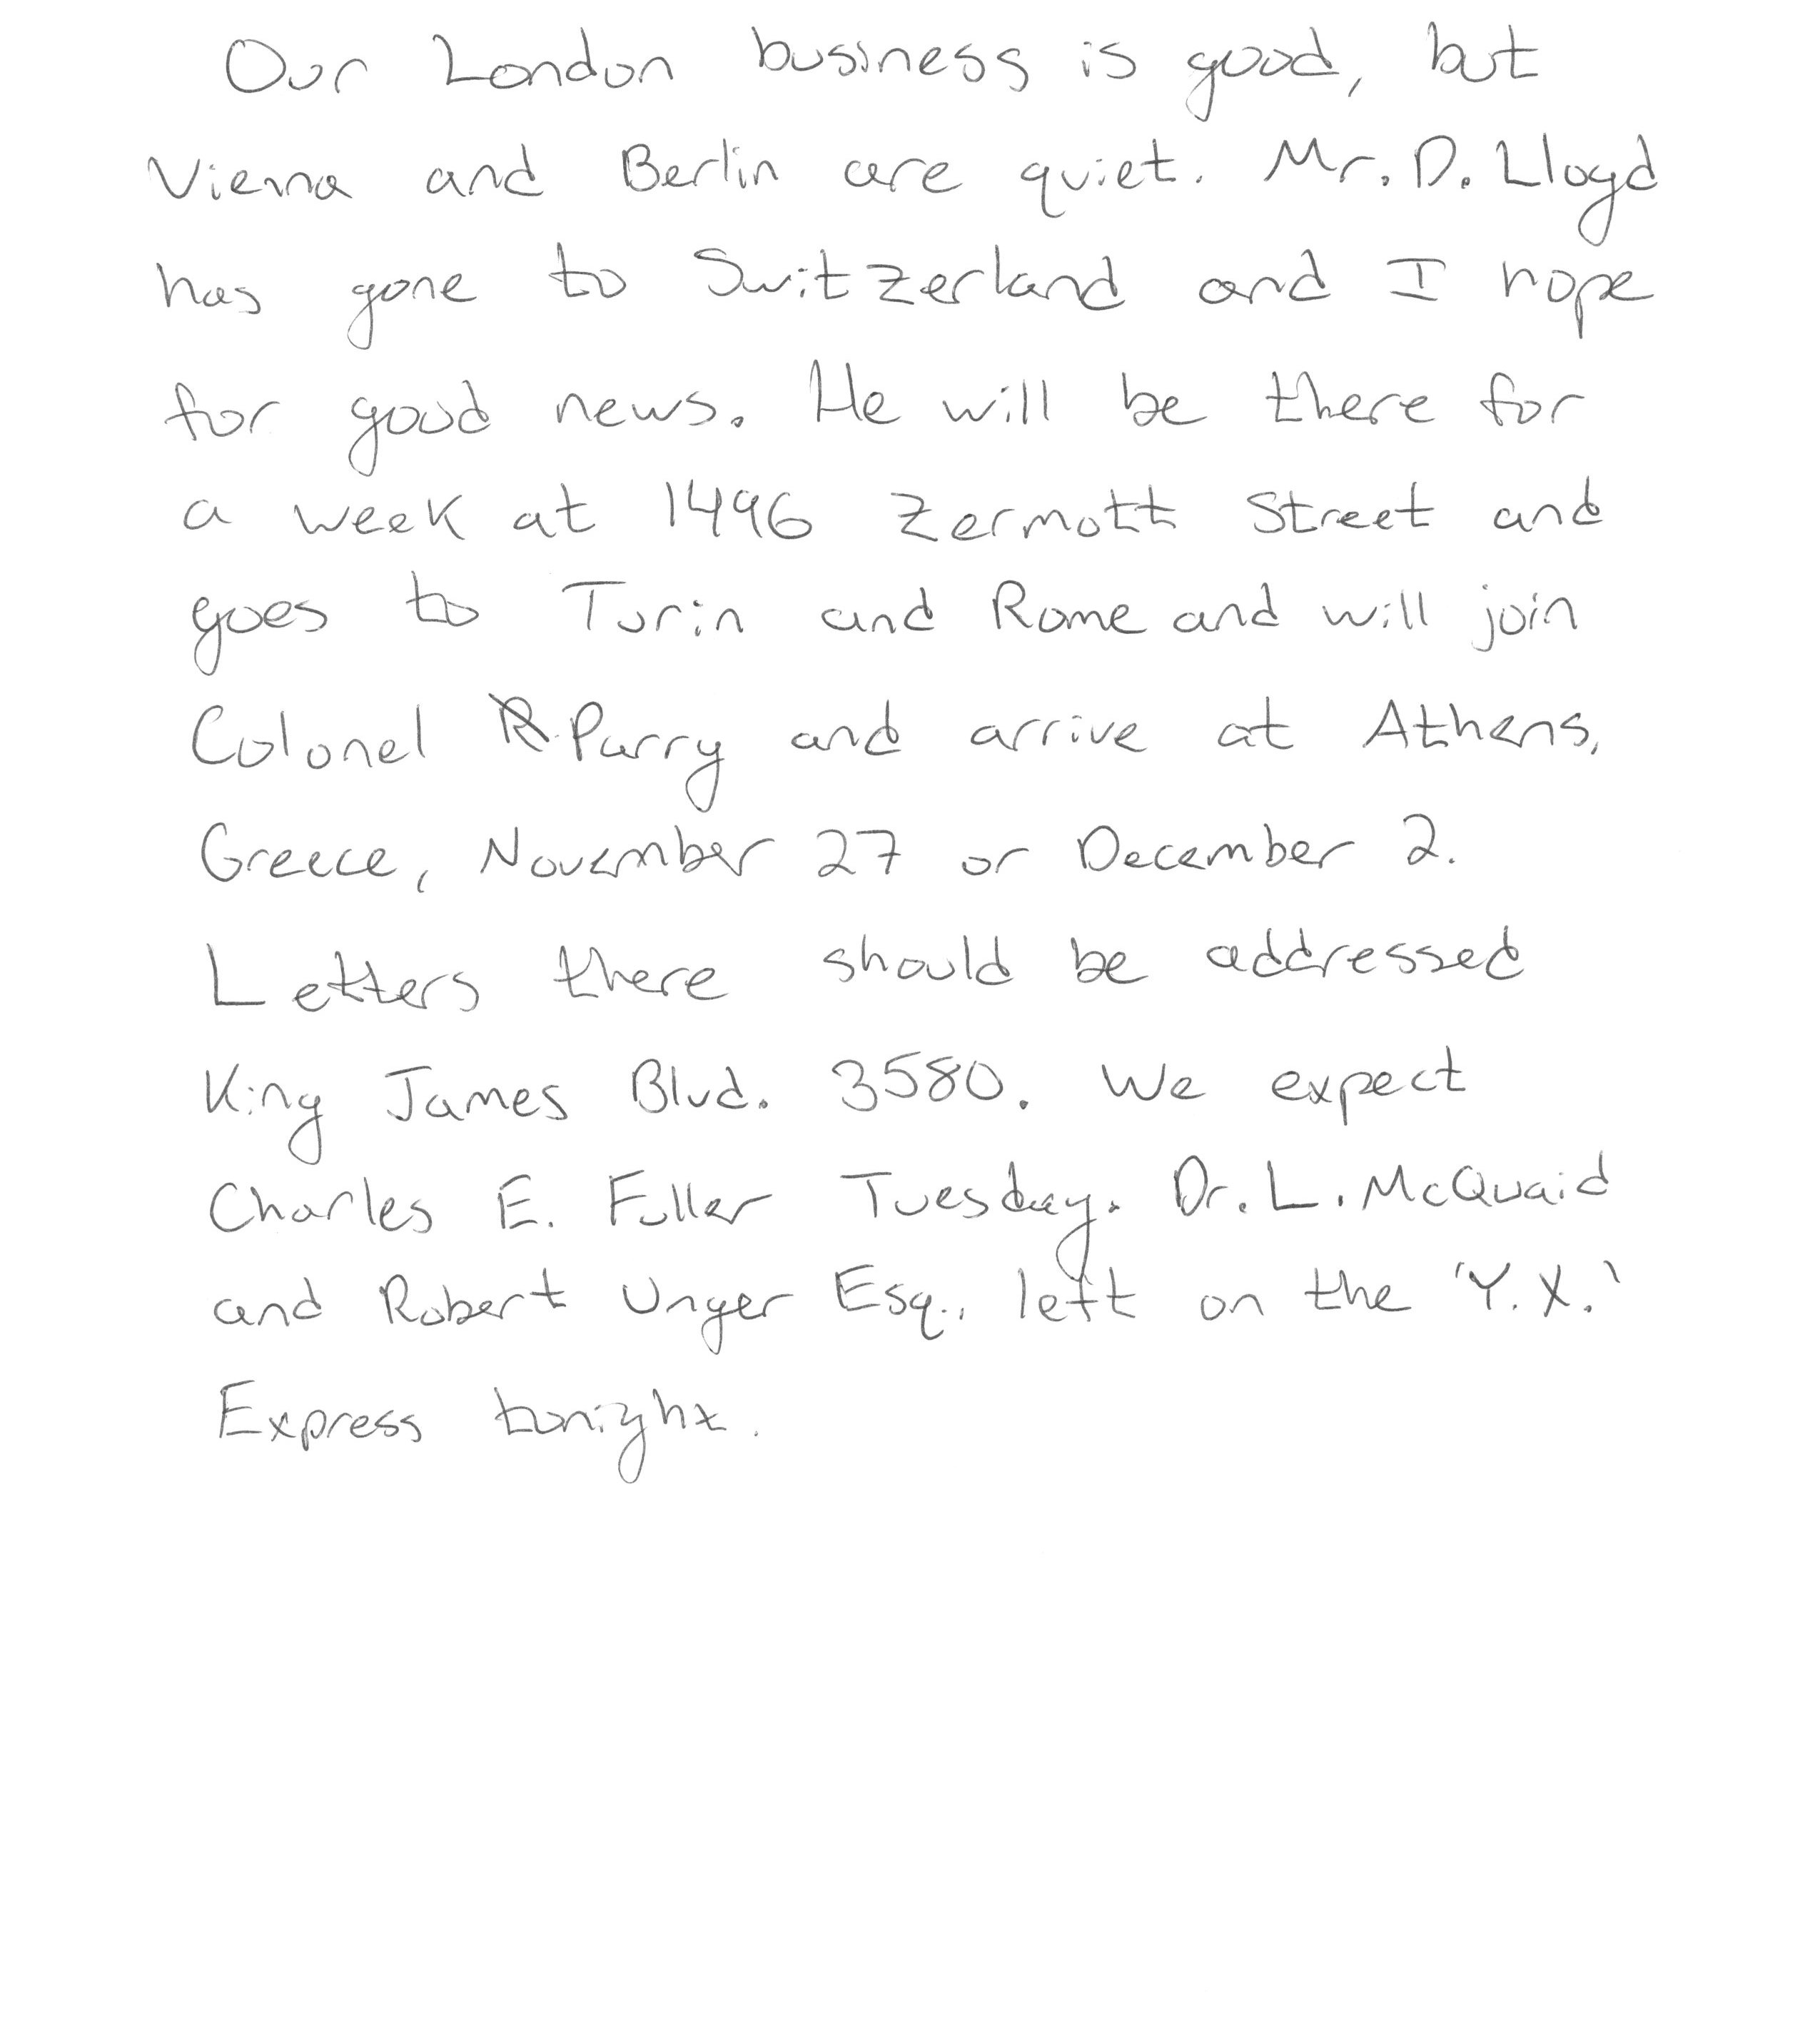 Our London business is good, but
Vienna and Berlin are quiet. Mr. D. Lloyd
has gone to Switzerland and I hope
for good news. He will be there for
a week at 1496 Zermott Street and
goes to Turin and Rome and will join
Colonel Parry and arrive at Athens,
Greece, November 27 or December 2.
Letters there should be addressed
King James Blvd. 3580. We expect
Charles E. Fuller Tuesday. Dr. L. McQuaid
and Robert Unger Esq., left on the 'Y.X.'
Express tonight.